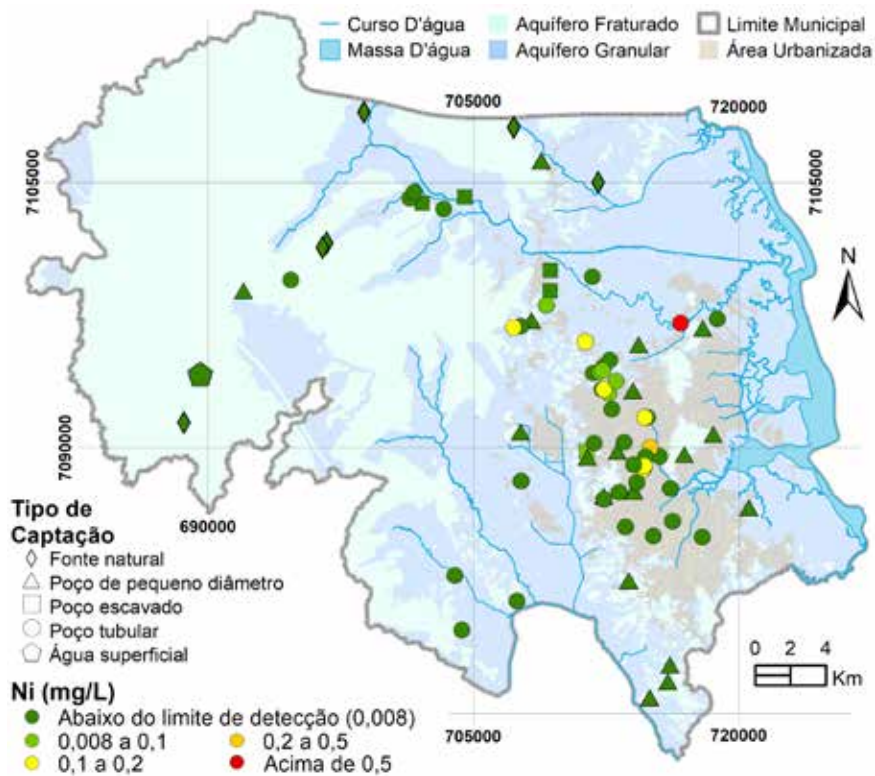 Curso D'água
Aquífero Fraturado
Limite Municipal
Massa D'água
Aquífero Granular
Área Urbanizada
705000
720000
7105000
7105000
N
7090000
7090000
690000
Tipo de
Captação
Fonte natural
Poço de pequeno diâmetro
Poço escavado
Poço tubular
Água superficial
0 2 4
Km
Ni (mg/L)
Abaixo do limite de detecção (0,008)
0,008 a 0,1
0,2 a 0,5
0,1 a 0,2
Acima de 0,5
705000
720000